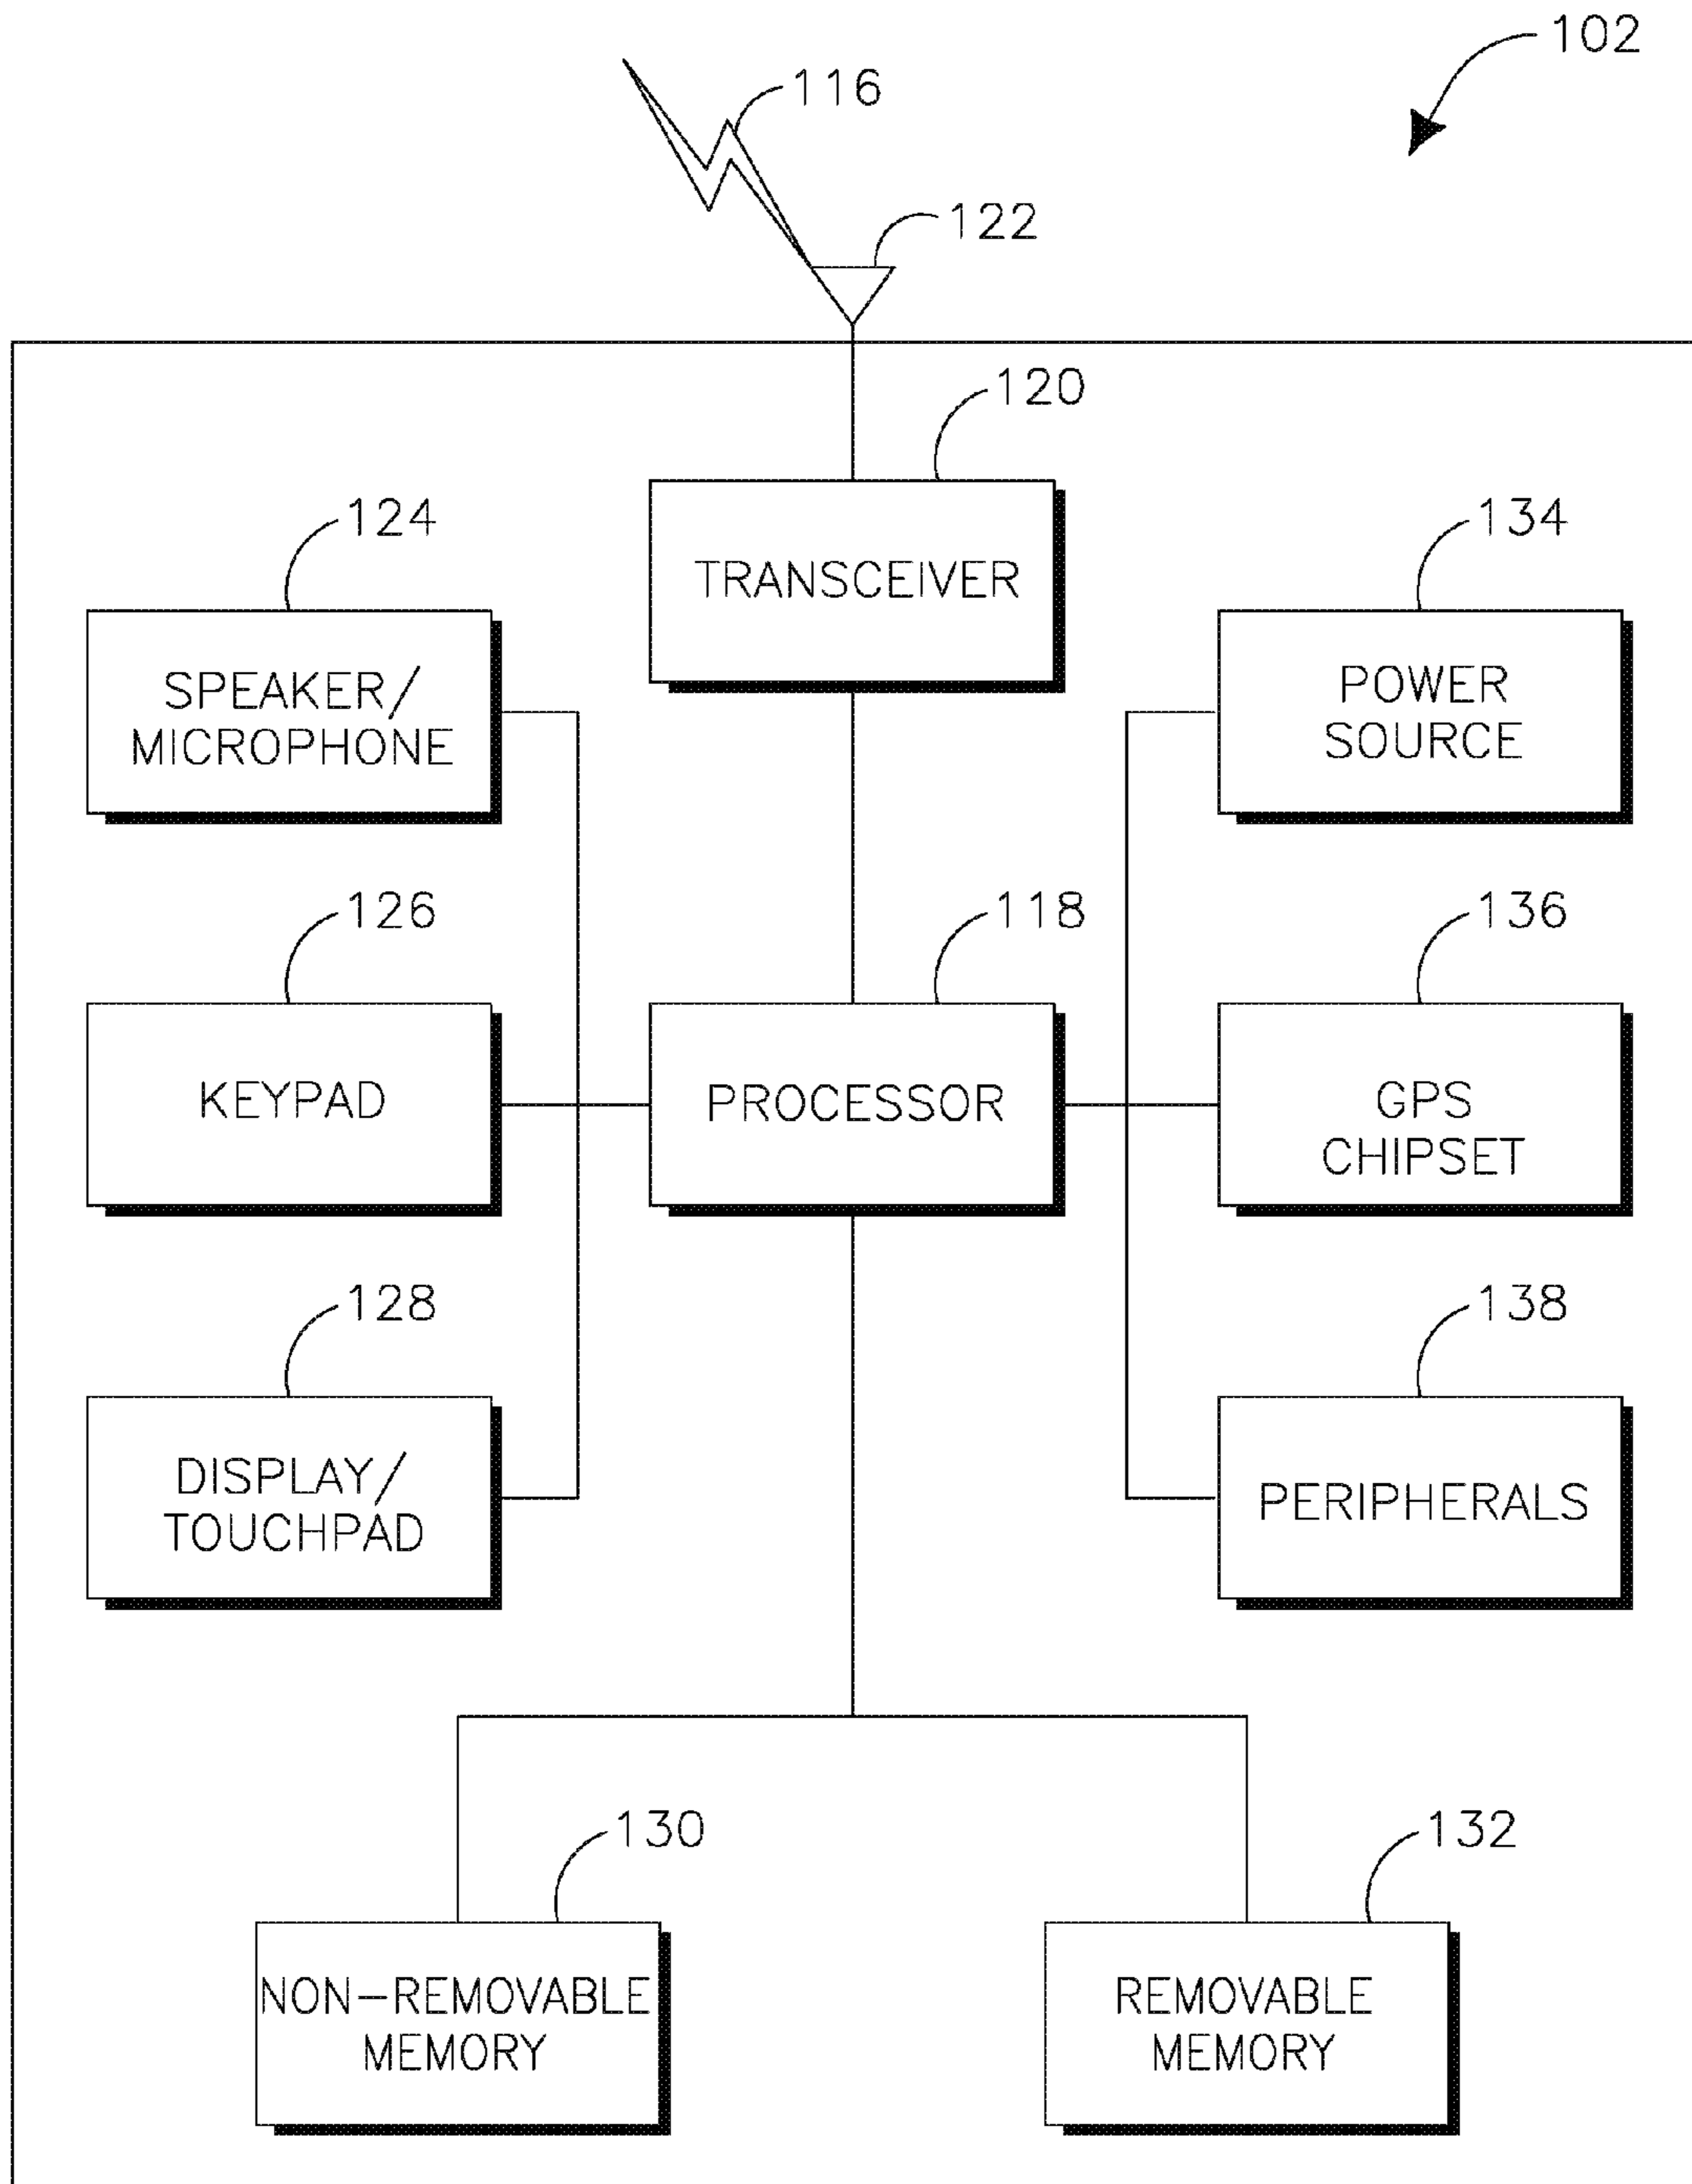 102
116
122
120
TRANSCEIVER
124
SPEAKER/
MICROPHONE
134
POWER
SOURCE
126
KEYPAD
118
PROCESSOR
136
GPS
CHIPSET
128
DISPLAY/
TOUCHPAD
138
PERIPHERALS
130
NON-REMOVABLE
MEMORY
132
REMOVABLE
MEMORY